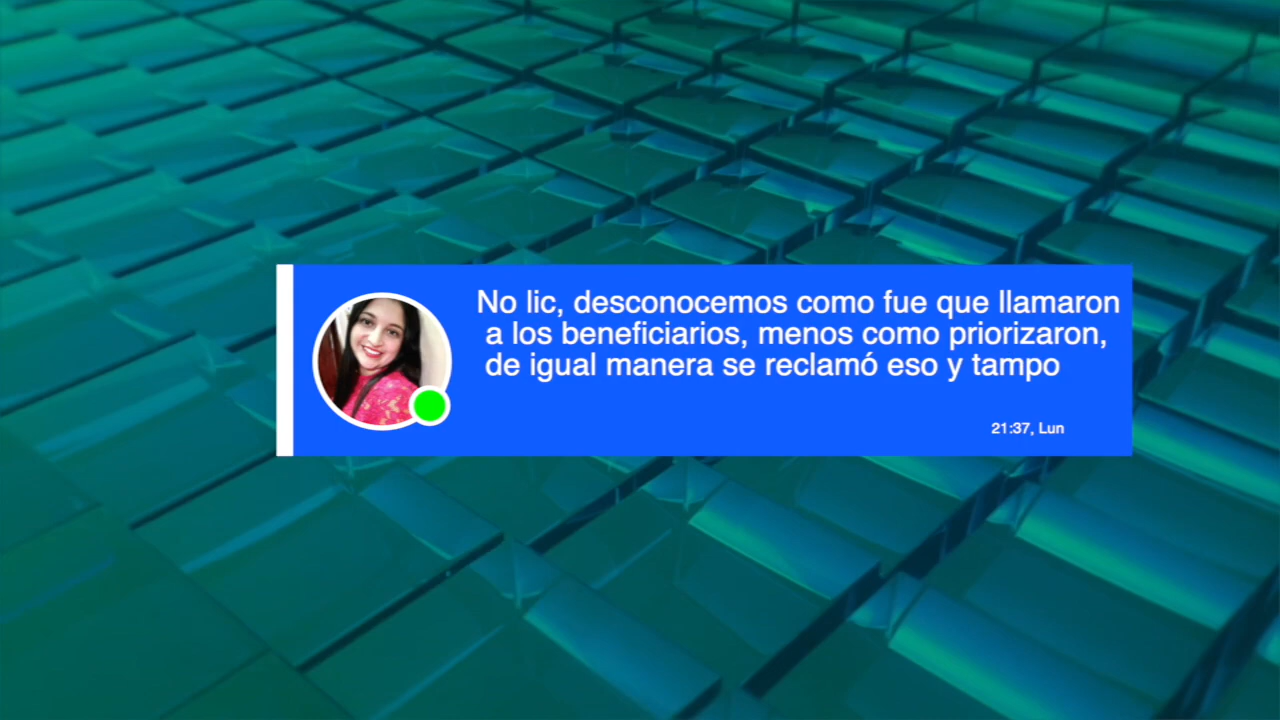 No lic, desconocemos como fue que llamaron
a los beneficiarios, menos como priorizaron,
de igual manera se reclamó eso y tampo
21:37, Lun